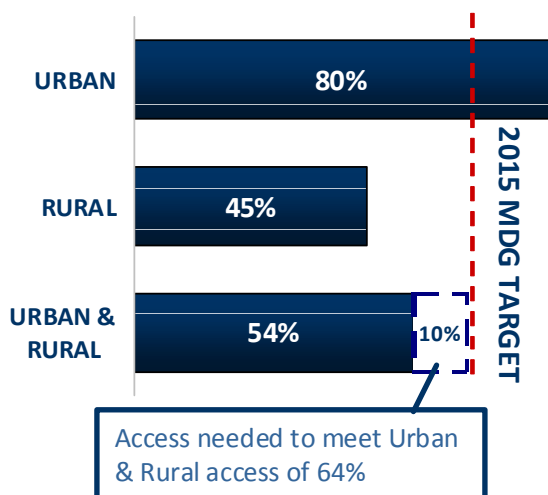 URBAN
80%
RURAL
45%
URBAN &
RURAL
54%
10%
2015 MDG TARGET
Access needed to meet Urban
& Rural access of 64%